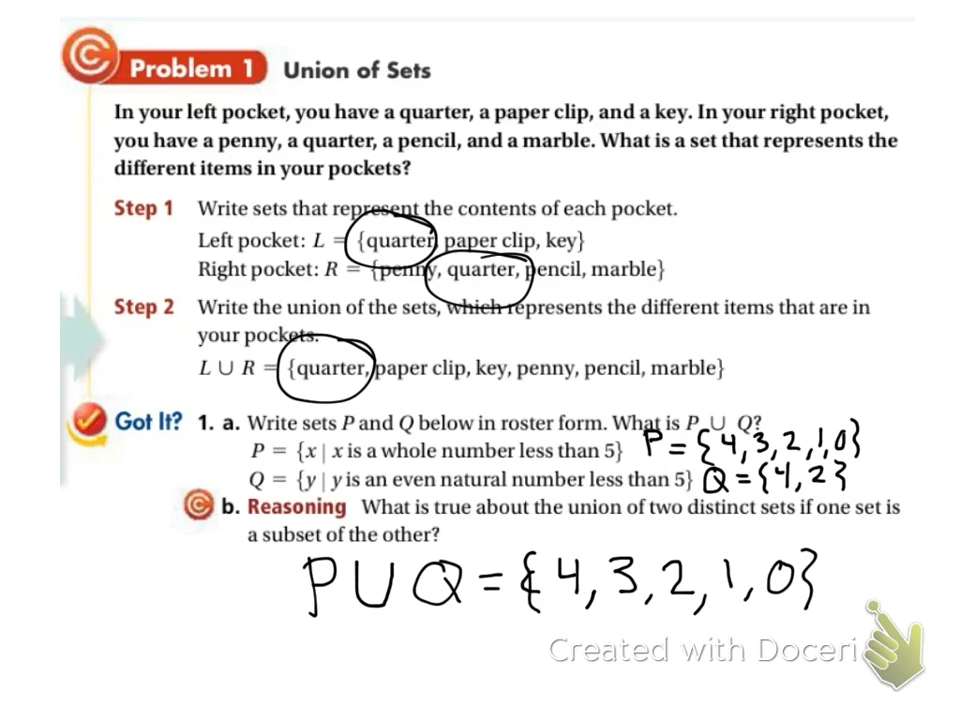 © Problem 1 Union of Sets
In your left pocket, you have a quarter, a paper clip, and a key. In your right pocket,
you have a penny, a quarter, a pencil, and a marble. What is a set that represents the
different items in your pockets?
Step 1 Write sets that represent the contents of each pocket.
Left pocket: L = {quarter, paper clip, key}
Right pocket: R = {penny, quarter, pencil, marble}
Step 2 Write the union of the sets, which represents the different items that are in
your pockets.
L ∪ R = {quarter, paper clip, key, penny, pencil, marble}
Got It? 1. a. Write sets P and Q below in roster form. What is P ∪ Q?
P = {x | x is a whole number less than 5} P = {4, 3, 2, 1, 0}
Q = {y | y is an even natural number less than 5} Q = {4, 2}
© b. Reasoning What is true about the union of two distinct sets if one set is
a subset of the other?
P ∪ Q = {4, 3, 2, 1, 0}
Created with Doceri